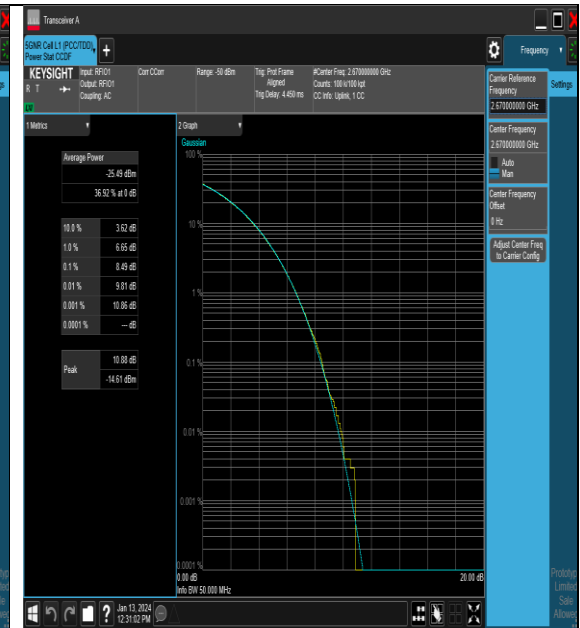 Transceiver A
5GNR Cell L1 (PCC/TDD),
Power Stat CCDF
Frequency
KEYSIGHT
R T
Input: RFIO1
Output: RFIO1
Coupling: AC
Corr CCorr
Range: -50 dBm
Trig: Prot Frame
Aligned
Trig Delay: 4.450 ms
#Center Freq: 2.670000000 GHz
Counts: 100 k/100 kpt
CC Info: Uplink, 1 CC
Carrier Reference
Frequency
2.670000000 GHz
Settings
1 Metrics
2 Graph
Center Frequency
2.670000000 GHz
Auto
Man
Center Frequency
Offset
0 Hz
Adjust Center Freq
to Carrier Config
Average Power
-25.49 dBm
36.92 % at 0 dB
10.0 % 3.62 dB
1.0 % 6.65 dB
0.1 % 8.49 dB
0.01 % 9.81 dB
0.001 % 10.86 dB
0.0001 % --- dB
Peak 10.88 dB
-14.61 dBm
Gaussian
100 %
10 %
1 %
0.1 %
0.01 %
0.001 %
0.0001 %
0.00 dB
20.00 dB
Info BW 50.000 MHz
Jan 13, 2024
12:31:02 PM
Prototyp
Limited
Sale
Allowed